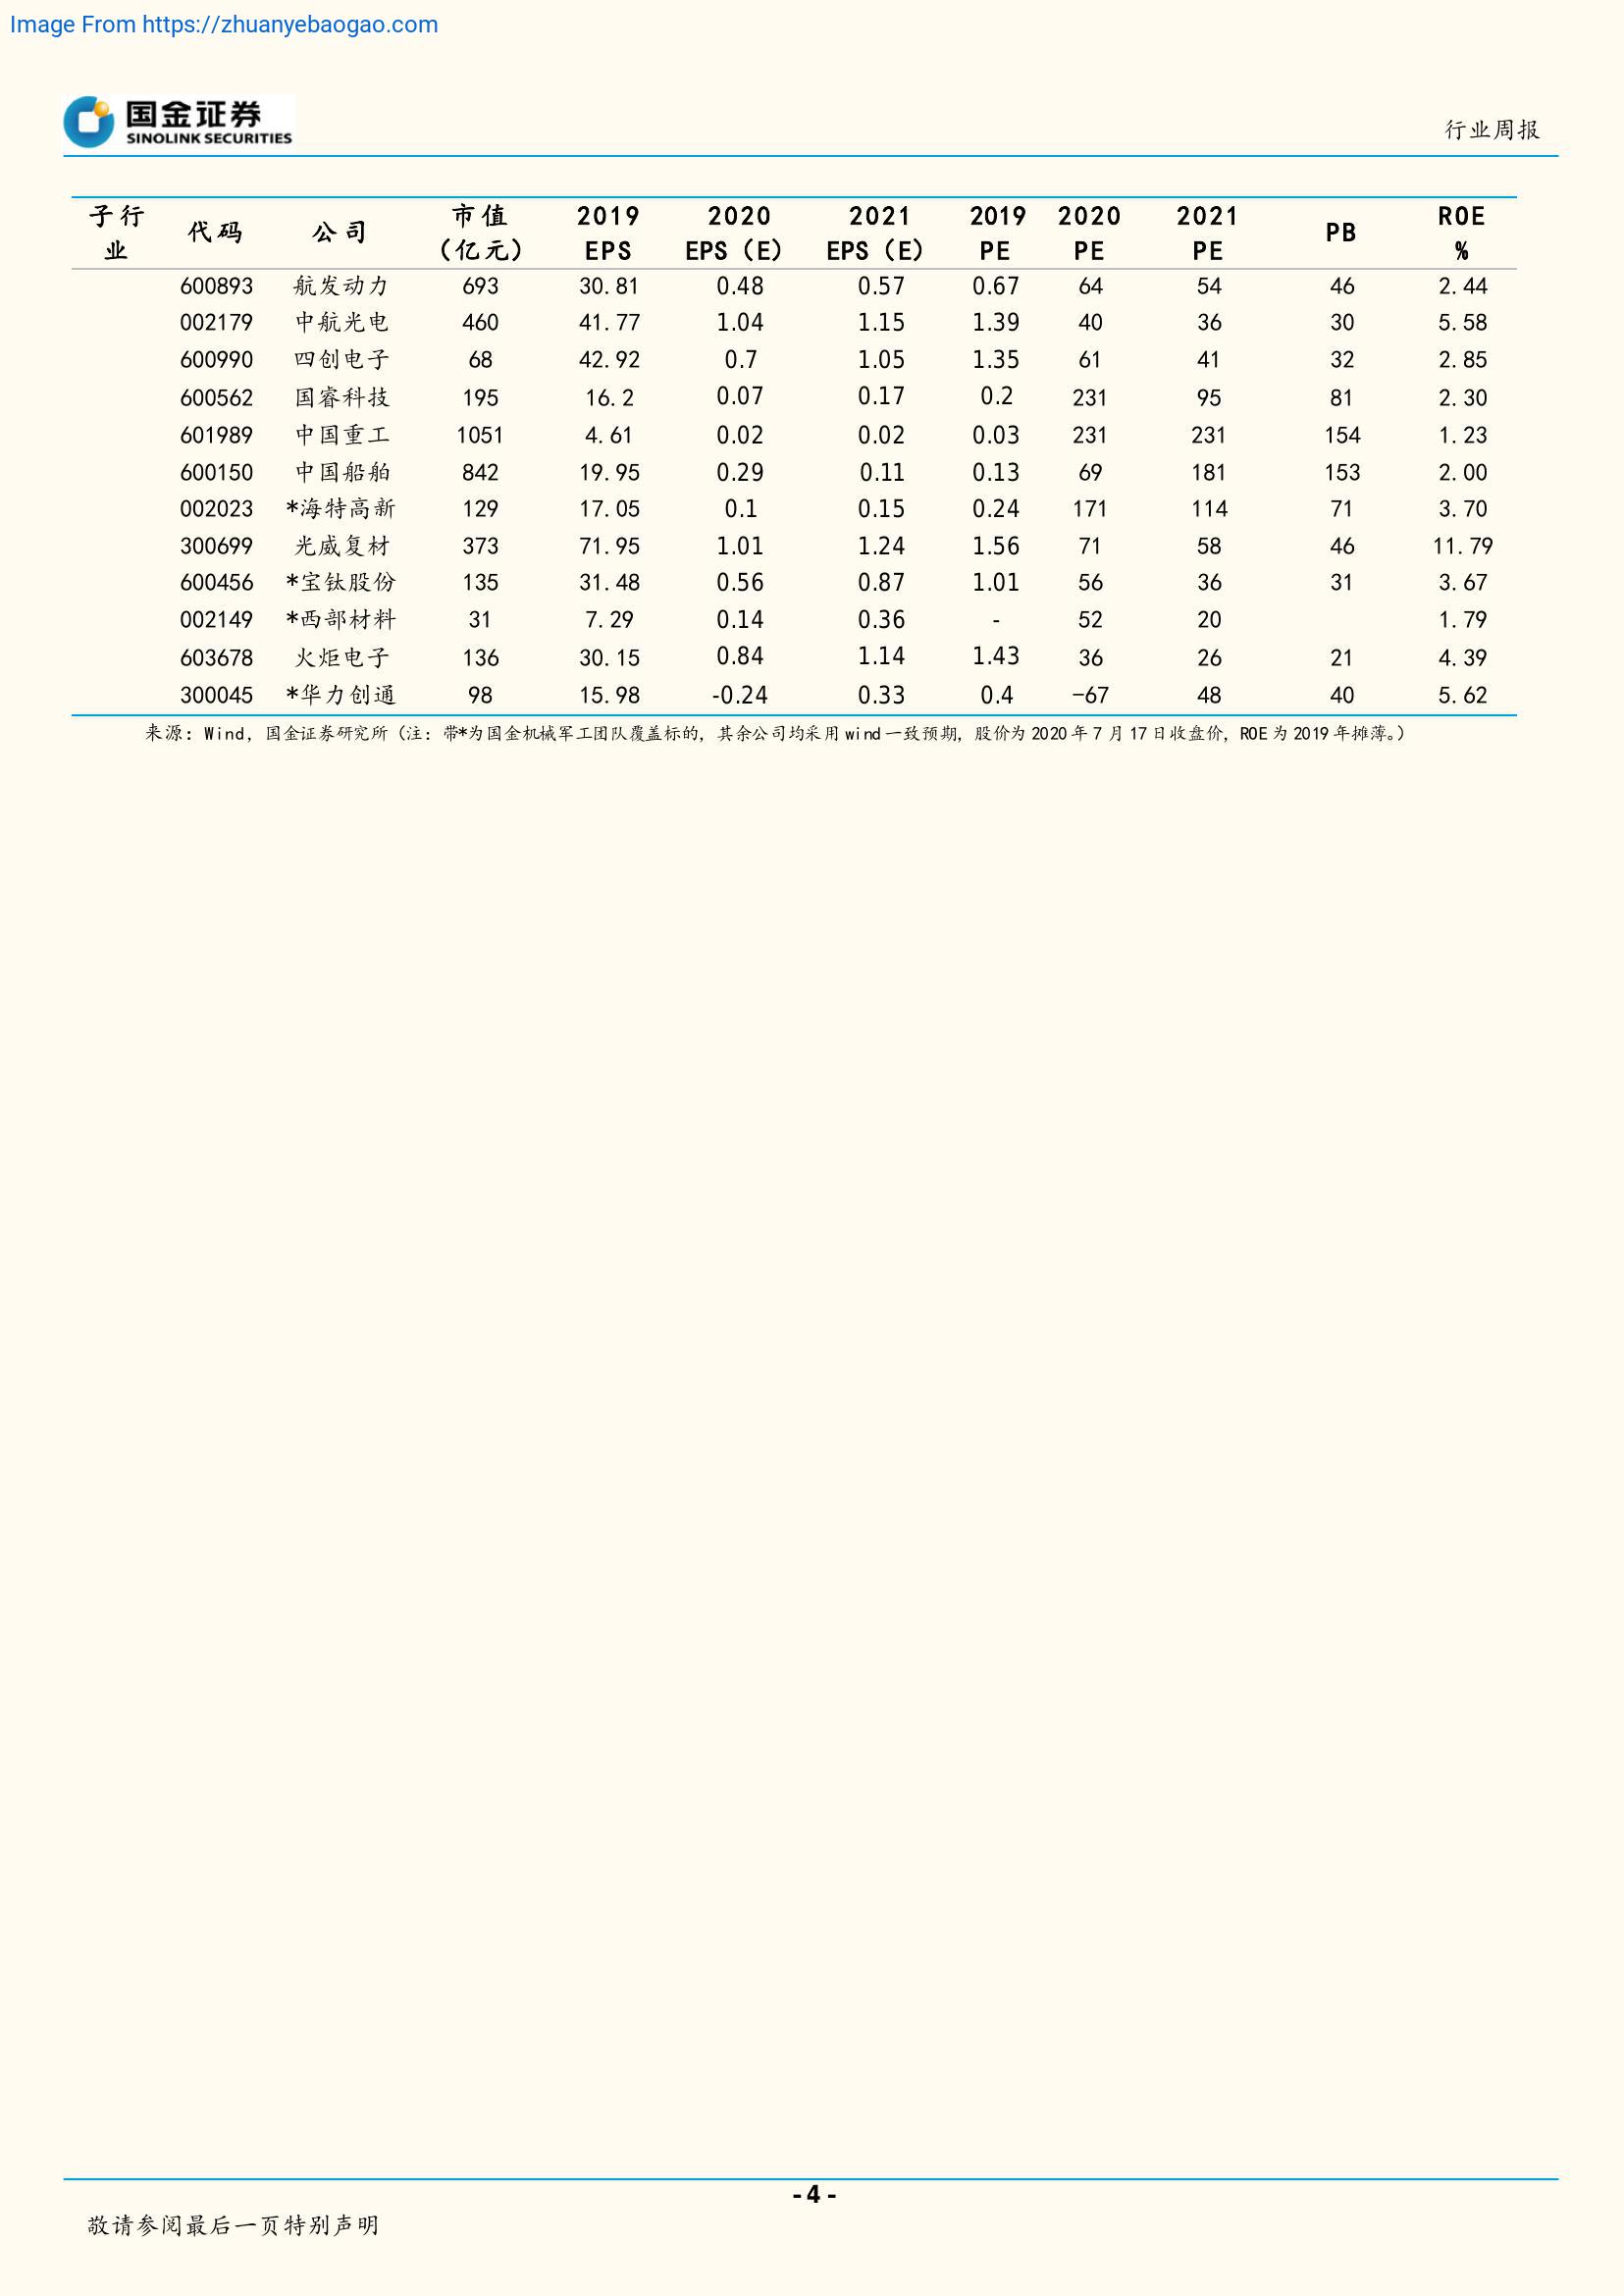 Image From https://zhuanyebaogao.com
国金证券
SINOLINK SECURITIES
行业周报
子行业 代码 公司 市值(亿元) 2019 EPS 2020 EPS (E) 2021 EPS (E) 2019 PE 2020 PE 2021 PE PB ROE %
600893 航发动力 693 30.81 0.48 0.57 0.67 64 54 46 2.44
002179 中航光电 460 41.77 1.04 1.15 1.39 40 36 30 5.58
600990 四创电子 68 42.92 0.7 1.05 1.35 61 41 32 2.85
600562 国睿科技 195 16.2 0.07 0.17 0.2 231 95 81 2.30
601989 中国重工 1051 4.61 0.02 0.02 0.03 231 231 154 1.23
600150 中国船舶 842 19.95 0.29 0.11 0.13 69 181 153 2.00
002023 *海特高新 129 17.05 0.1 0.15 0.24 171 114 71 3.70
300699 光威复材 373 71.95 1.01 1.24 1.56 71 58 46 11.79
600456 *宝钛股份 135 31.48 0.56 0.87 1.01 56 36 31 3.67
002149 *西部材料 31 7.29 0.14 0.36 - 52 20 1.79
603678 火炬电子 136 30.15 0.84 1.14 1.43 36 26 21 4.39
300045 *华力创通 98 15.98 -0.24 0.33 0.4 -67 48 40 5.62
来源：Wind，国金证券研究所（注：带*为国金机械军工团队覆盖标的，其余公司均采用 wind 一致预期，股价为 2020 年 7 月 17 日收盘价，ROE 为 2019 年摊薄。）
- 4 -
敬请参阅最后一页特别声明